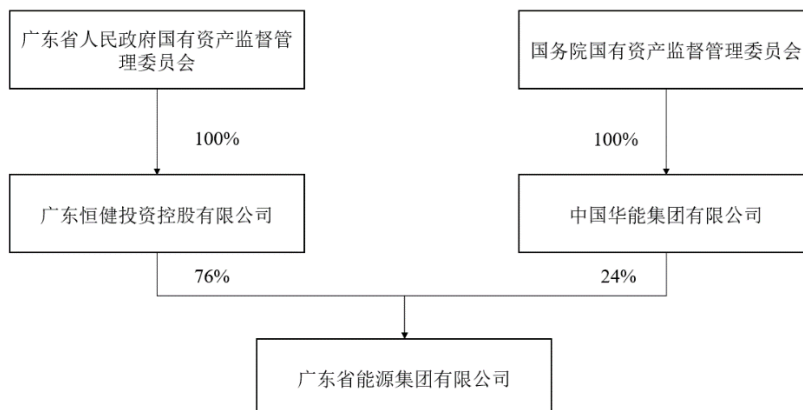 广东省人民政府国有资产监督管
理委员会
国务院国有资产监督管理委员会
100%
100%
广东恒健投资控股有限公司
中国华能集团有限公司
76%
24%
广东省能源集团有限公司